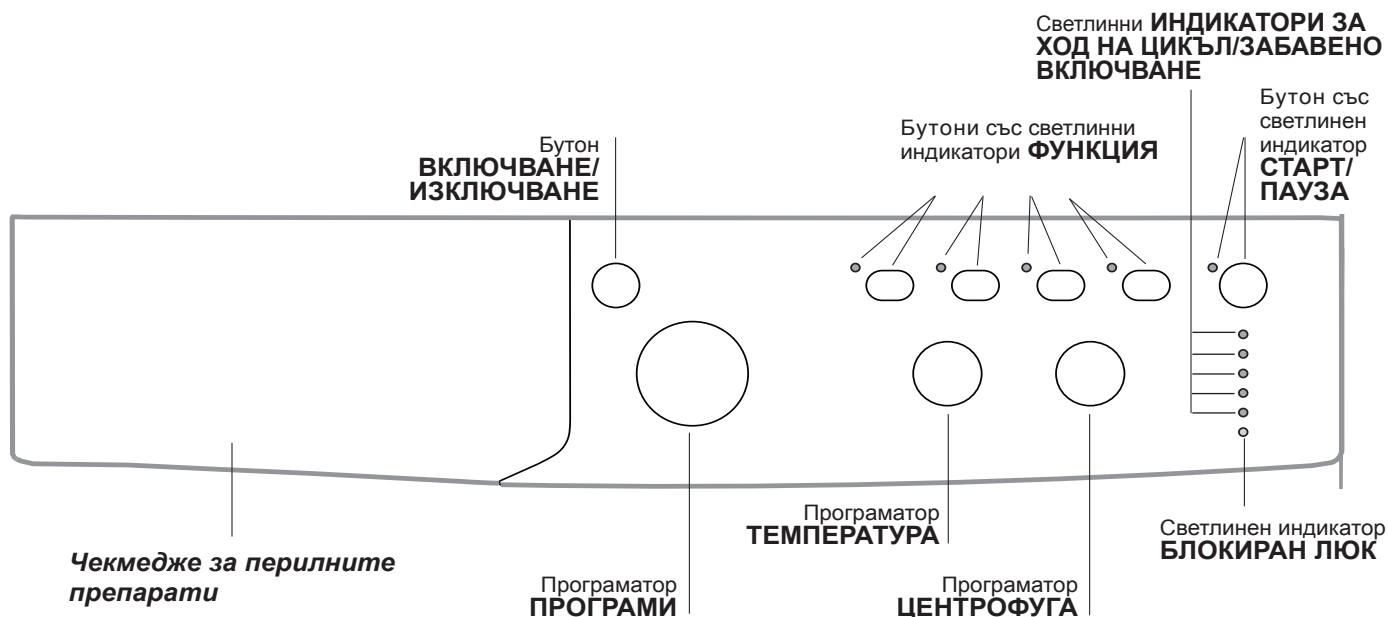 Светлинни ИНДИКАТОРИ ЗА
ХОД НА ЦИКЪЛ/ЗАБАВЕНО
ВКЛЮЧВАНЕ
Бутон със
светлинен
индикатор
СТАРТ/
ПАУЗА
Бутони със светлинни
индикатори ФУНКЦИЯ
Бутон
ВКЛЮЧВАНЕ/
ИЗКЛЮЧВАНЕ
Чекмедже за перилните
препарати
Програматор
ПРОГРАМИ
Програматор
ТЕМПЕРАТУРА
Програматор
ЦЕНТРОФУГА
Светлинен индикатор
БЛОКИРАН ЛЮК